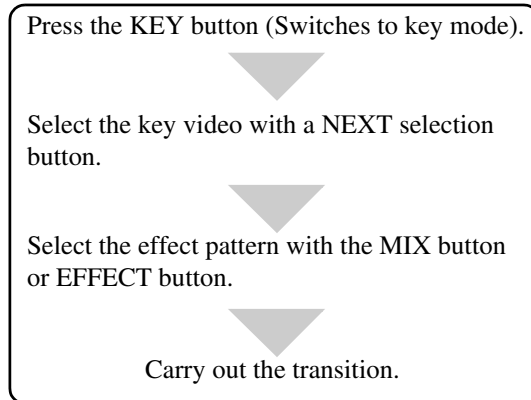 Press the KEY button (Switches to key mode).
Select the key video with a NEXT selection
button.
Select the effect pattern with the MIX button
or EFFECT button.
Carry out the transition.